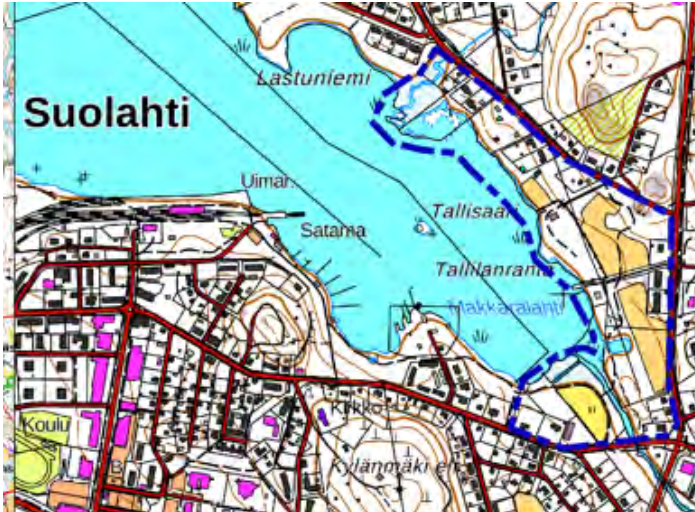 Lastuniemi
Suolahti
Uimar.
Tallisaari
Satama
Tallilanranta
Makkaralahti
Kirkko
Koulu
Kylänmäki